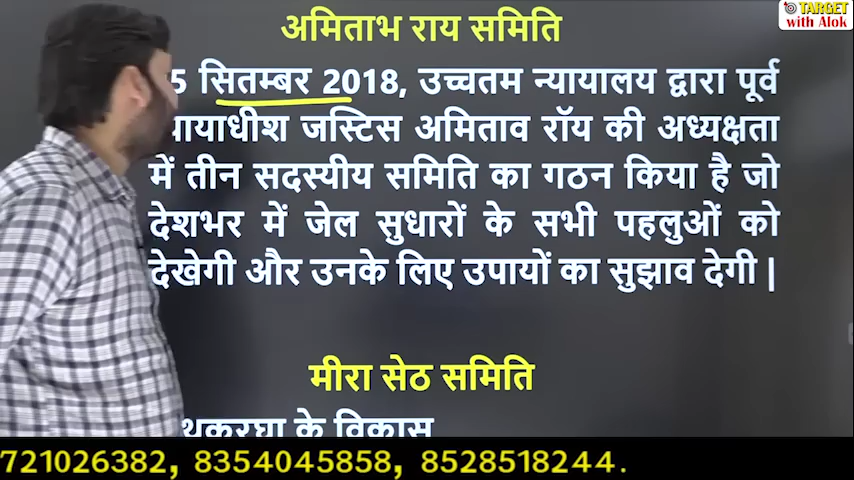 TARGET
with Alok
अमिताभ राय समिति
5 सितम्बर 2018, उच्चतम न्यायालय द्वारा पूर्व
जस्टिस अमिताव रॉय की अध्यक्षता
में तीन सदस्यीय समिति का गठन किया है जो
देशभर में जेल सुधारों के सभी पहलुओं को
देखेगी और उनके लिए उपायों का सुझाव देगी |
मीरा सेठ समिति
के विकास
721026382, 8354045858, 8528518244.